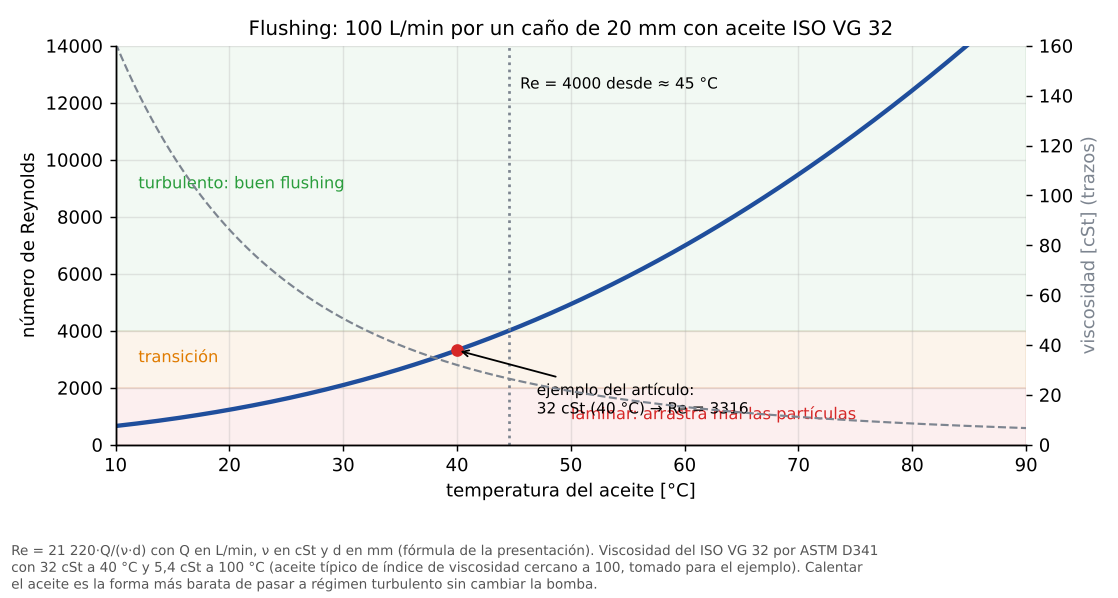 Flushing: 100 L/min por un caño de 20 mm con aceite ISO VG 32
14000
12000
10000
8000
6000
4000
2000
0
número de Reynolds
160
140
120
100
80
60
40
20
0
viscosidad [cSt] (trazos)
Re = 4000 desde ≈ 45 °C
turbulento: buen flushing
transición
ejemplo del artículo:
32 cSt (40 °C) → Re = 3316
laminar: arrastra mal las partículas
10
20
30
40
50
60
70
80
90
temperatura del aceite [°C]
Re = 21 220·Q/(ν·d) con Q en L/min, ν en cSt y d en mm (fórmula de la presentación). Viscosidad del ISO VG 32 por ASTM D341
con 32 cSt a 40 °C y 5,4 cSt a 100 °C (aceite típico de índice de viscosidad cercano a 100, tomado para el ejemplo). Calentar
el aceite es la forma más barata de pasar a régimen turbulento sin cambiar la bomba.